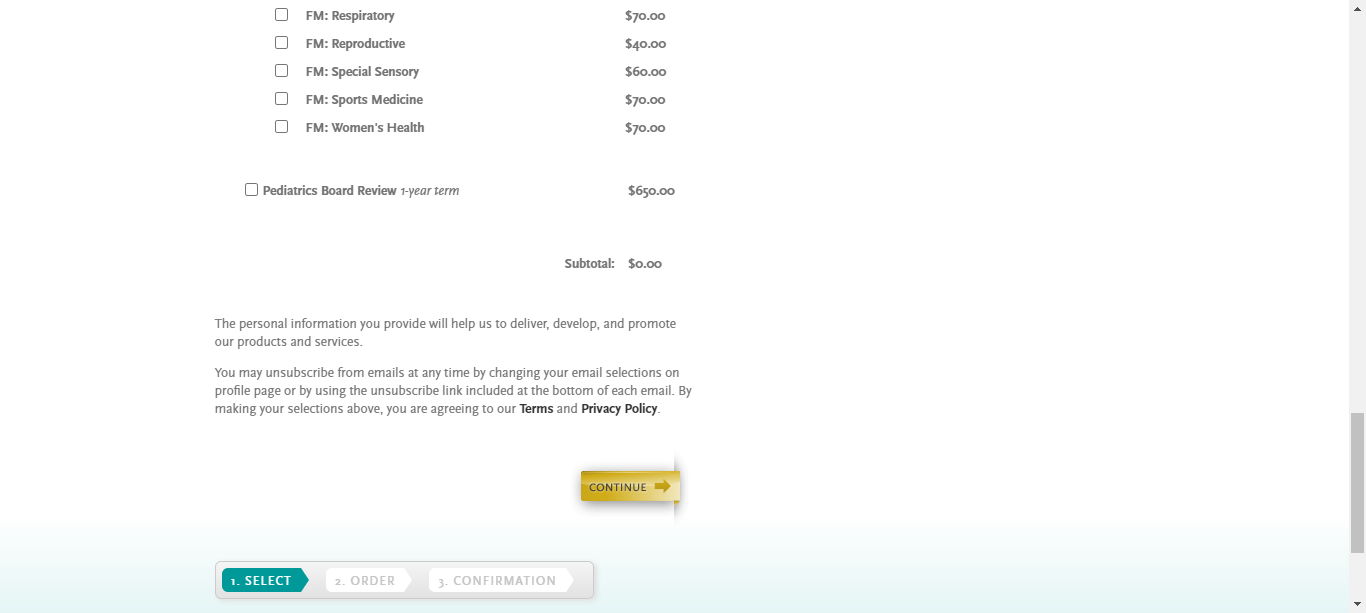 FM: Respiratory $70.00
FM: Reproductive $40.00
FM: Special Sensory $60.00
FM: Sports Medicine $70.00
FM: Women's Health $70.00
Pediatrics Board Review 1-year term $650.00
Subtotal: $0.00
The personal information you provide will help us to deliver, develop, and promote
our products and services.
You may unsubscribe from emails at any time by changing your email selections on
profile page or by using the unsubscribe link included at the bottom of each email. By
making your selections above, you are agreeing to our Terms and Privacy Policy.
CONTINUE
1. SELECT 2. ORDER 3. CONFIRMATION